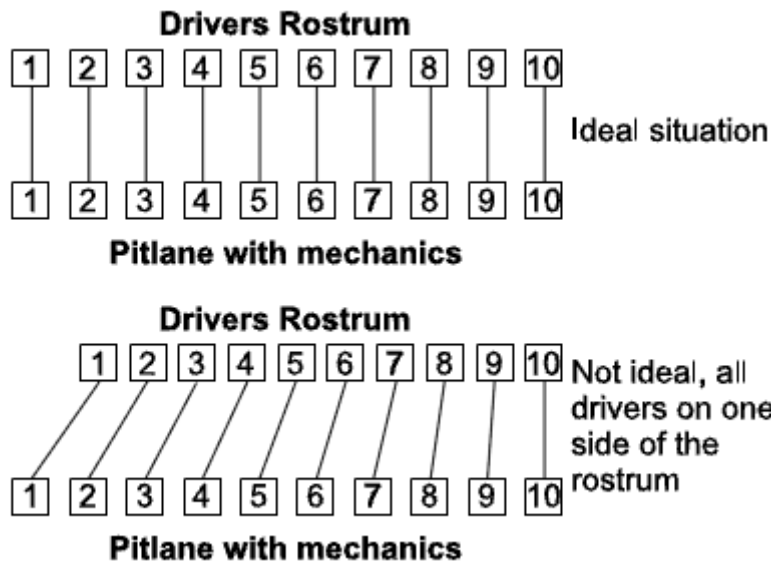 Drivers Rostrum
1 2 3 4 5 6 7 8 9 10
Ideal situation
1 2 3 4 5 6 7 8 9 10
Pitlane with mechanics
Drivers Rostrum
1 2 3 4 5 6 7 8 9 10
Not ideal, all
drivers on one
side of the
rostrum
1 2 3 4 5 6 7 8 9 10
Pitlane with mechanics